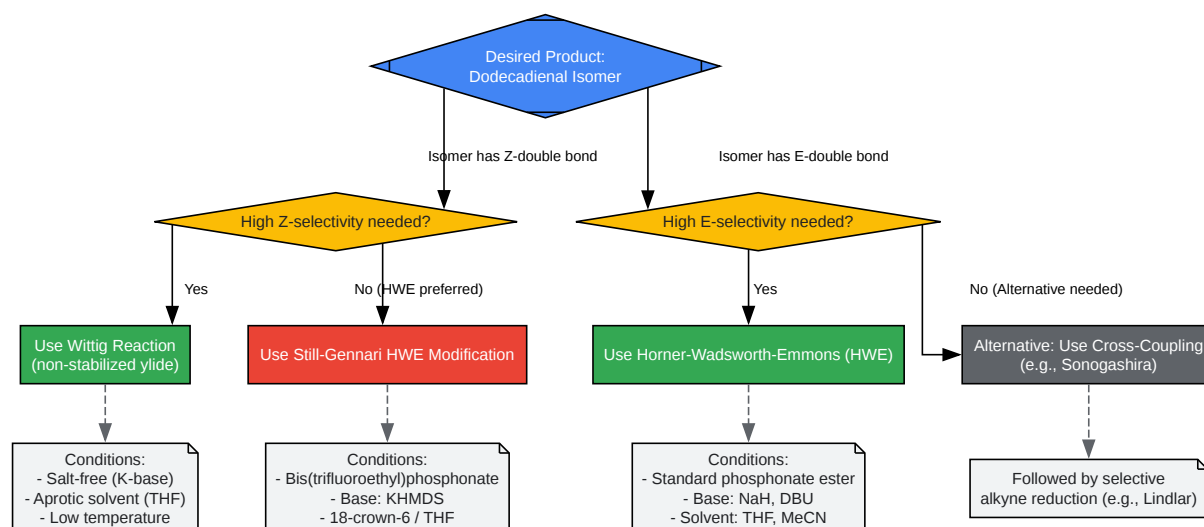 Desired Product:
Dodecadienal Isomer
Isomer has Z-double bond
Isomer has E-double bond
High Z-selectivity needed?
High E-selectivity needed?
Yes
No (HWE preferred)
Yes
No (Alternative needed)
Use Wittig Reaction
(non-stabilized ylide)
Use Still-Gennari HWE Modification
Use Horner-Wadsworth-Emmons (HWE)
Alternative: Use Cross-Coupling
(e.g., Sonogashira)
Conditions:
- Salt-free (K-base)
- Aprotic solvent (THF)
- Low temperature
Conditions:
- Bis(trifluoroethyl)phosphonate
- Base: KHMDS
- 18-crown-6 / THF
Conditions:
- Standard phosphonate ester
- Base: NaH, DBU
- Solvent: THF, MeCN
Followed by selective
alkyne reduction (e.g., Lindlar)